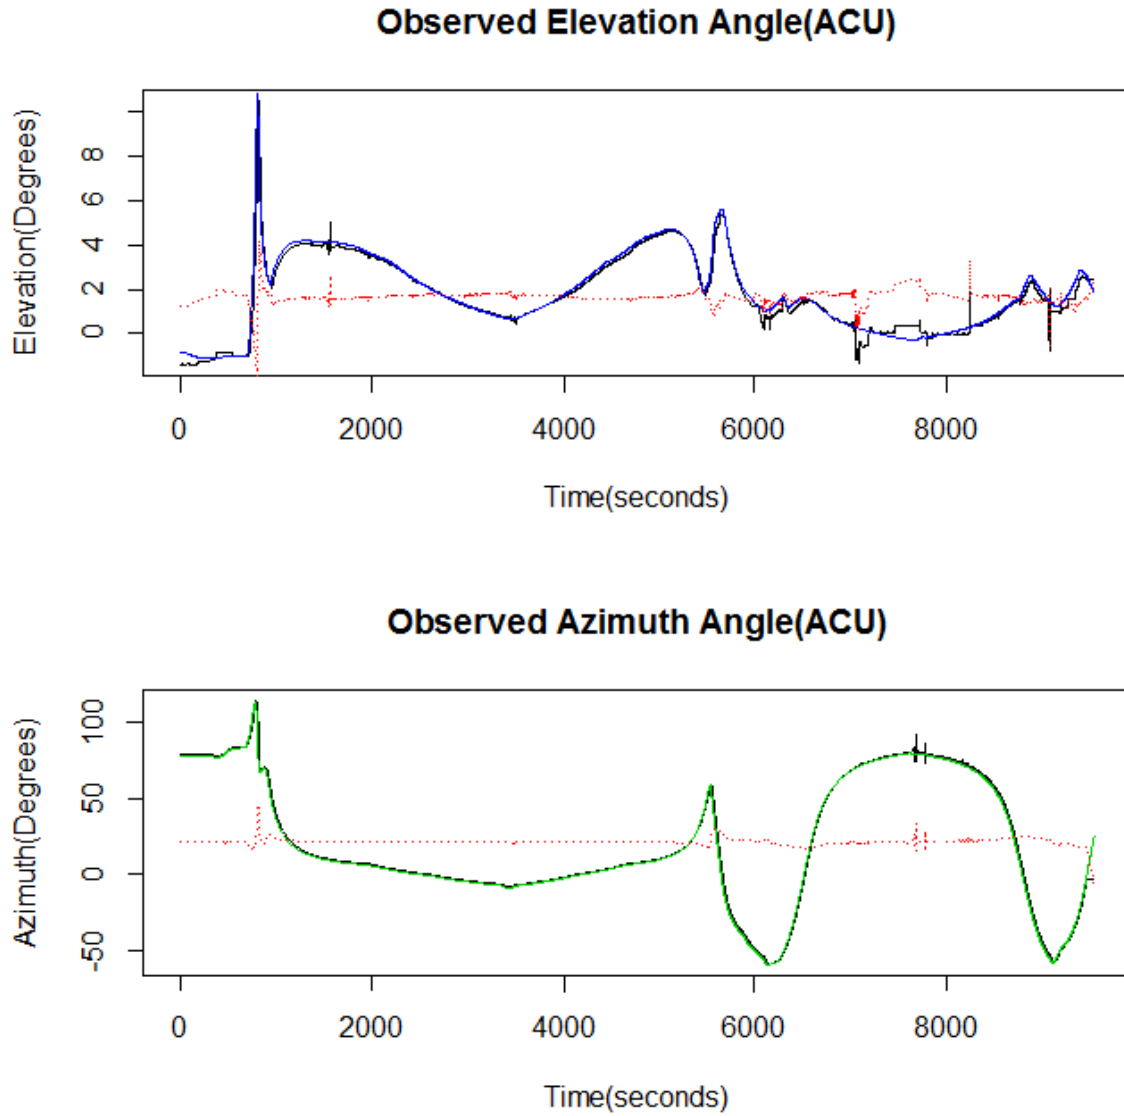 Observed Elevation Angle(ACU)
Elevation(Degrees)
8
6
4
2
0
0 2000 4000 6000 8000
Time(seconds)
Observed Azimuth Angle(ACU)
Azimuth(Degrees)
100
50
0
-50
0 2000 4000 6000 8000
Time(seconds)